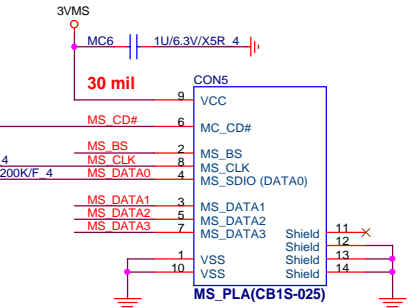 3VMS
MC6 1U/6.3V/X5R_4
30 mil
CON5
9 VCC
MS_CD# 6 MC_CD#
MS_BS 2 MS_BS
4 MS_CLK 8 MS_CLK
200K/F_4 MS_DATA0 4 MS_SDIO (DATA0)
MS_DATA1 3 MS_DATA1
MS_DATA2 5 MS_DATA2
MS_DATA3 7 MS_DATA3 Shield 11
Shield 12
1 VSS Shield 13
10 VSS Shield 14
MS_PLA(CB1S-025)